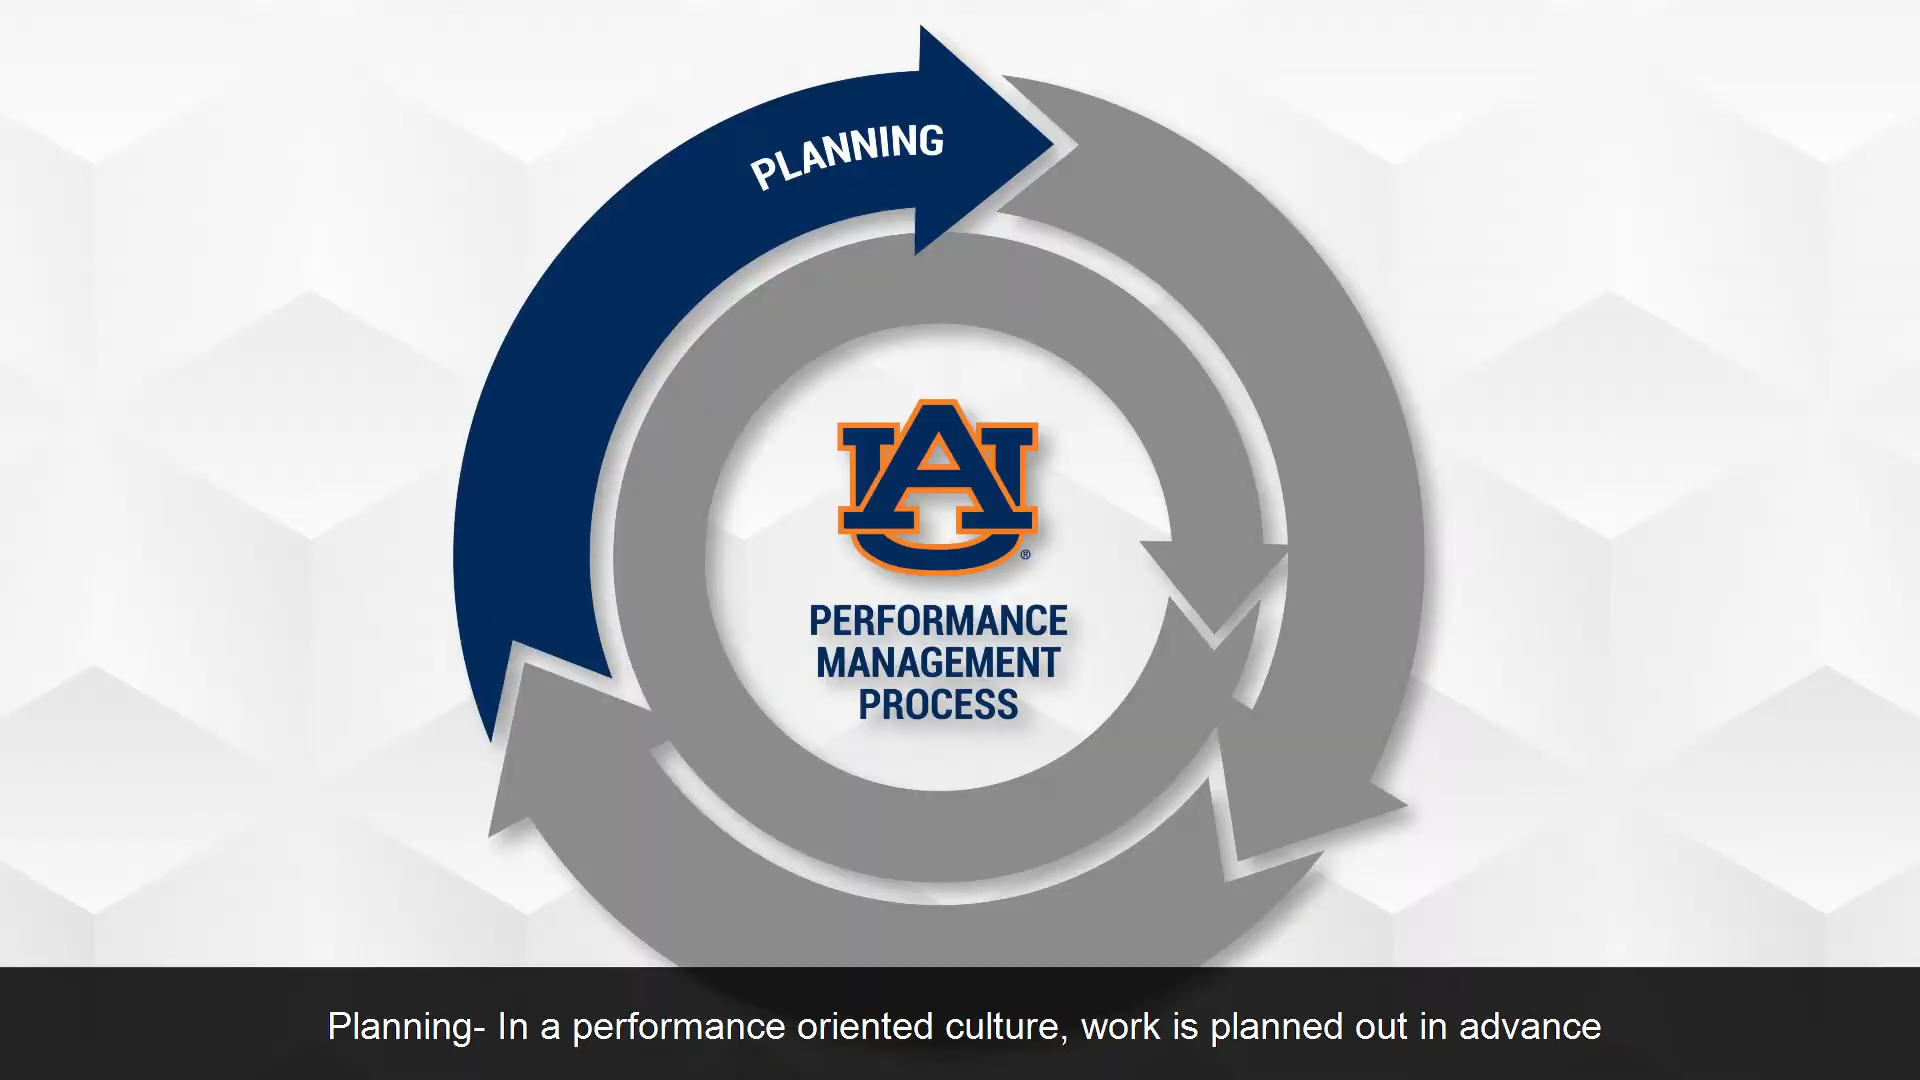 PLANNING
AU
®
PERFORMANCE
MANAGEMENT
PROCESS
Planning- In a performance oriented culture, work is planned out in advance